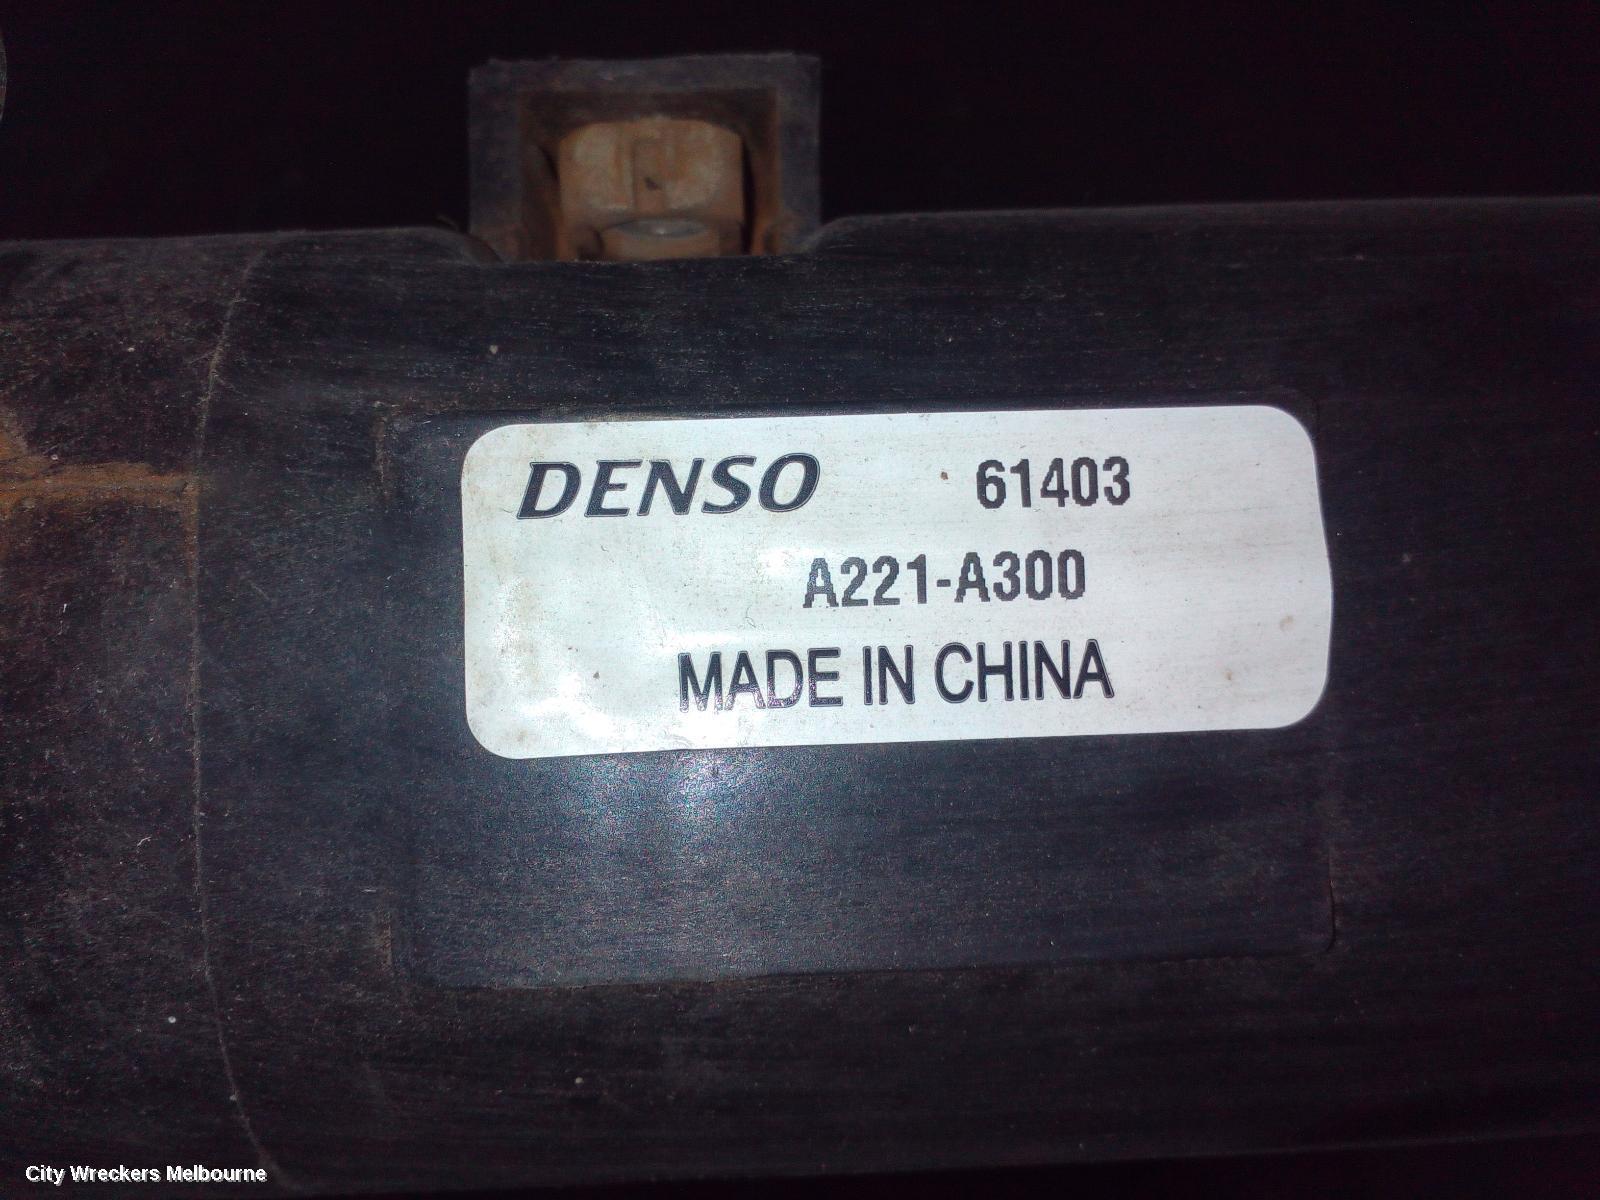 DENSO 61403
A221-A300
MADE IN CHINA
City Wreckers Melbourne